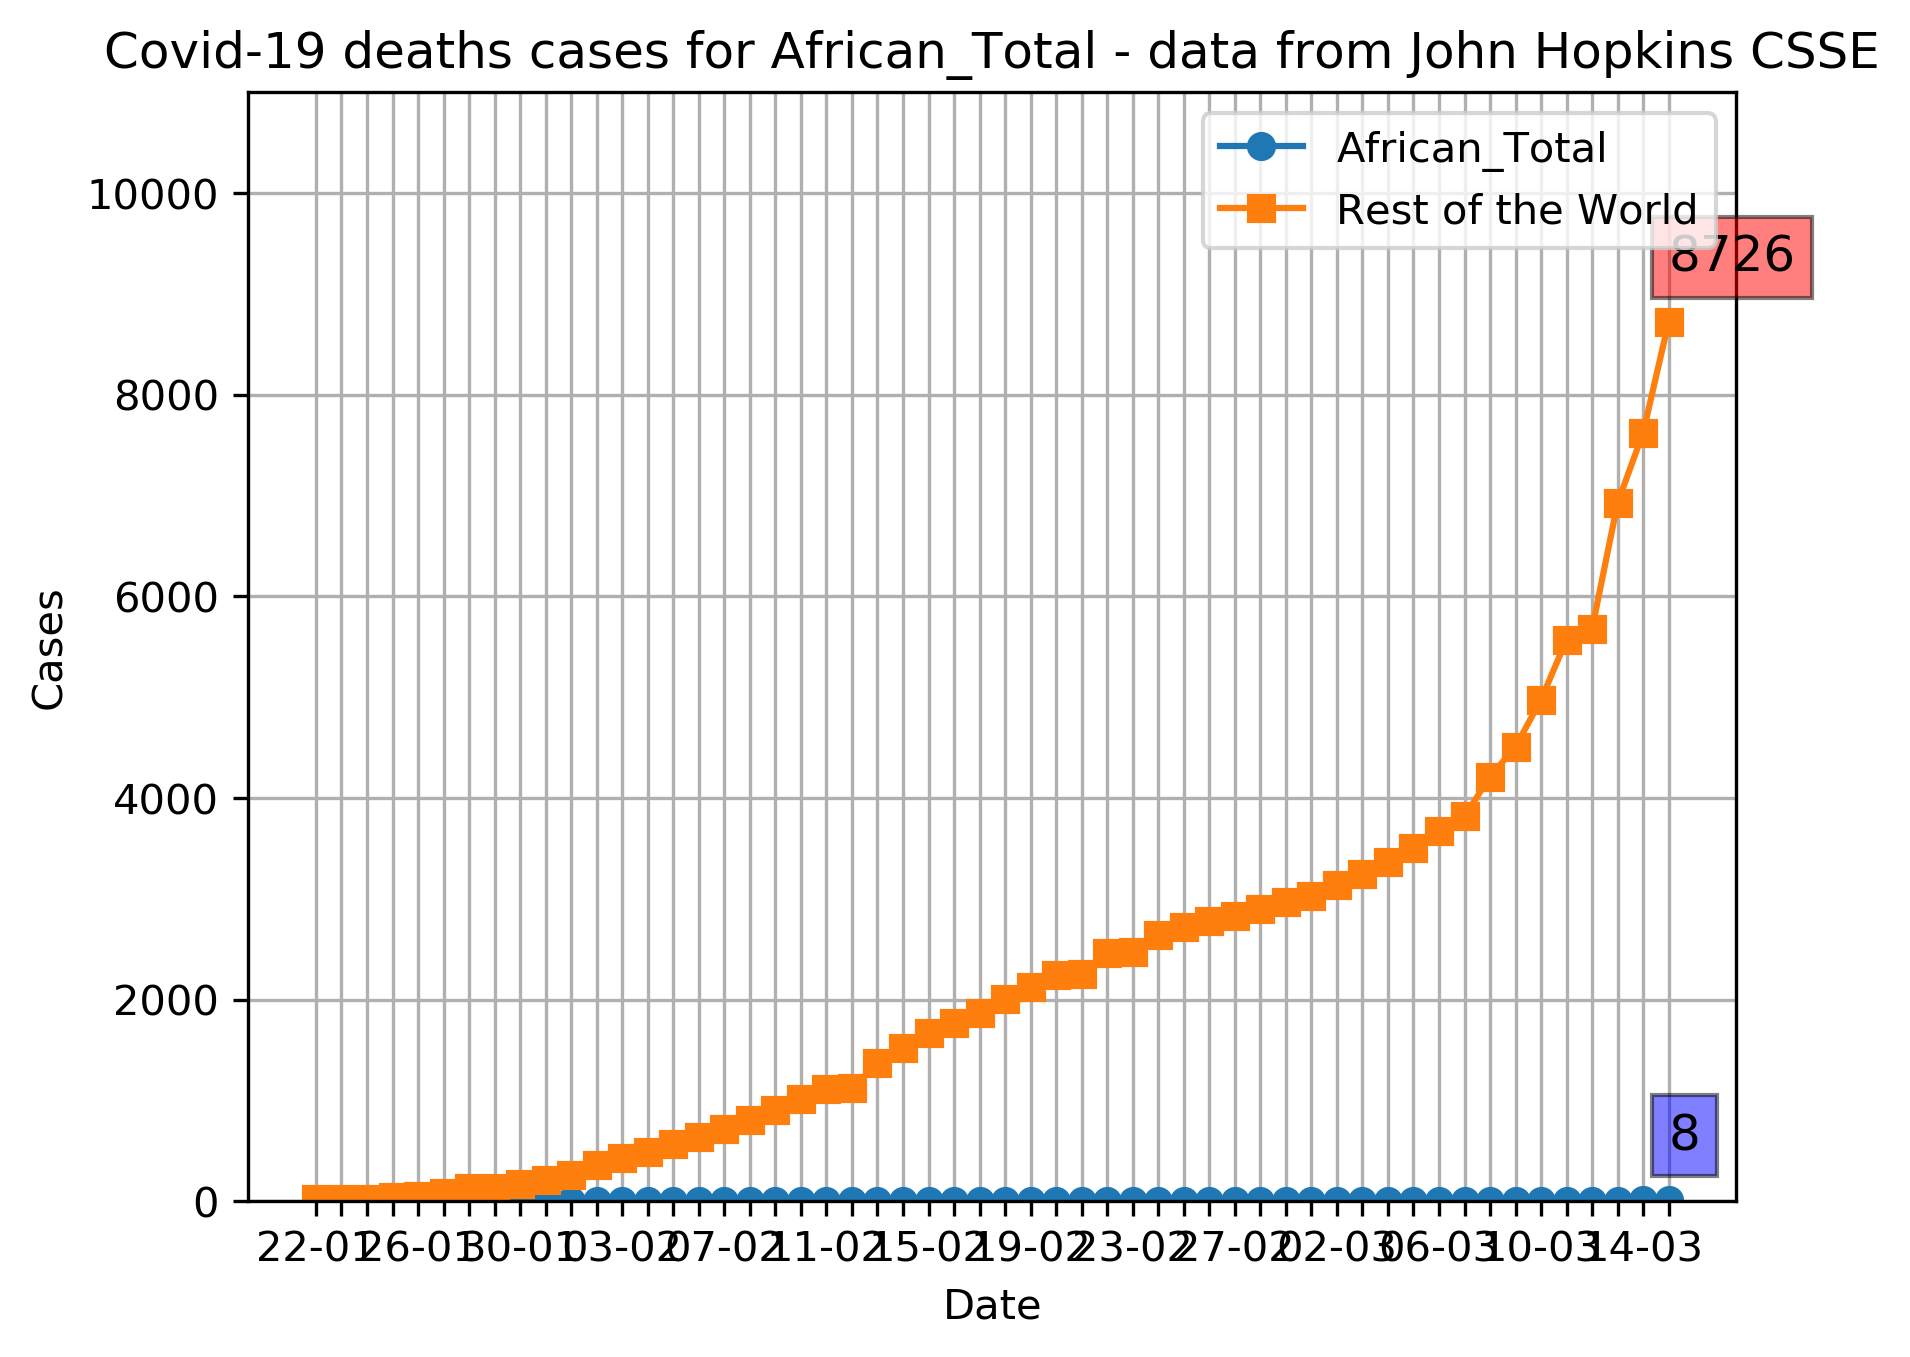 Covid-19 deaths cases for African_Total - data from John Hopkins CSSE
African_Total
Rest of the World
8726
8
10000
8000
6000
4000
2000
0
Cases
22-01 26-01 30-01 03-02 07-02 11-02 15-02 19-02 23-02 27-02 02-03 06-03 10-03 14-03
Date